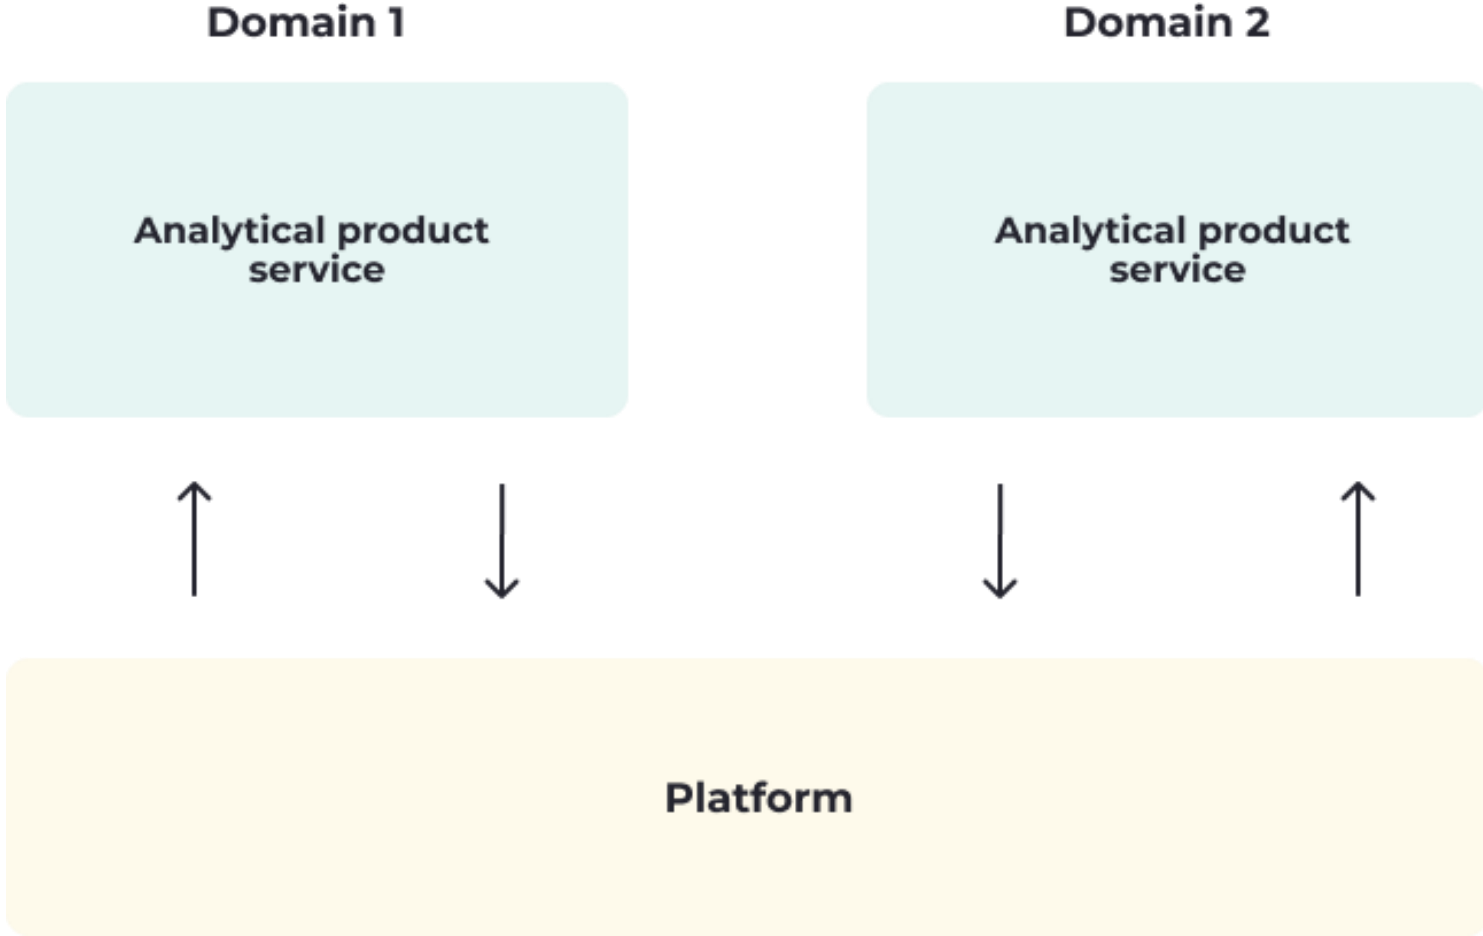 Domain 1
Domain 2
Analytical product
service
Analytical product
service
Platform